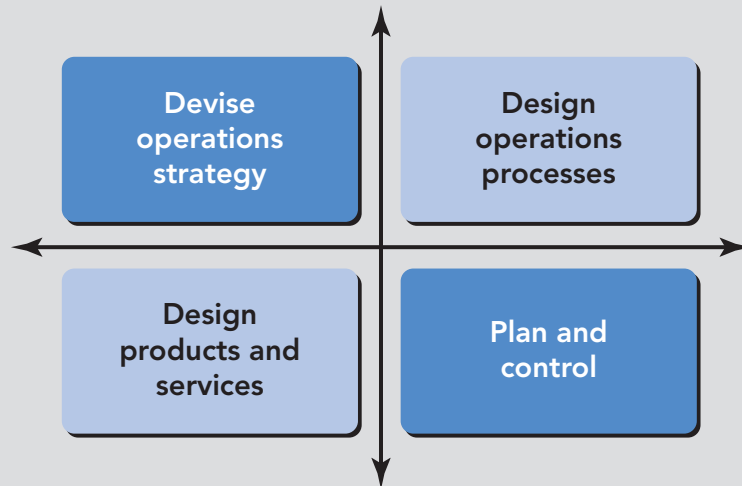 Devise
operations
strategy
Design
operations
processes
Design
products and
services
Plan and
control